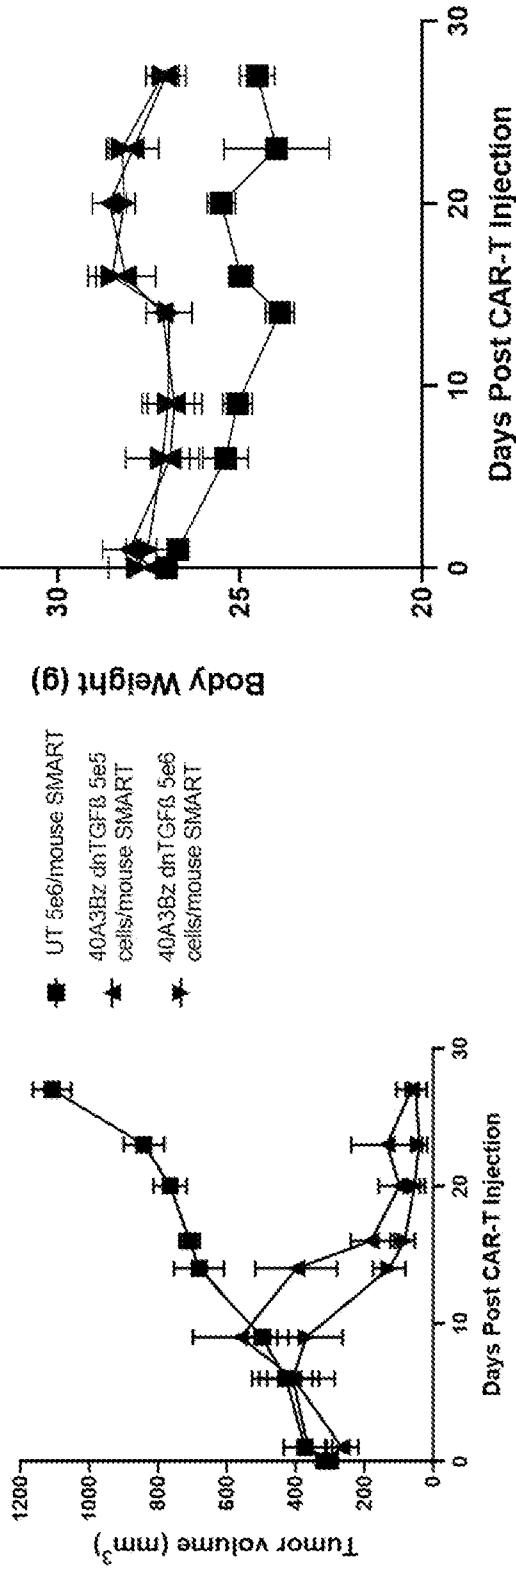 Tumor volume (mm³)
1200
1000
800
600
400
200
0
0
10
20
30
Days Post CAR-T Injection
UT 5e6/mouse SMART
40A3Bz dnTGFß 5e5
cells/mouse SMART
40A3Bz dnTGFß 5e6
cells/mouse SMART
Body Weight (g)
30
25
20
0
10
20
30
Days Post CAR-T Injection